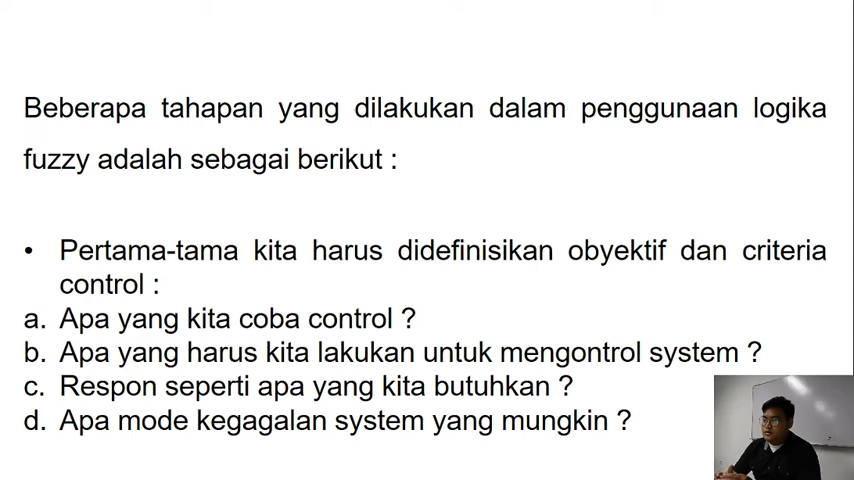 Beberapa tahapan yang dilakukan dalam penggunaan logika
fuzzy adalah sebagai berikut :
• Pertama-tama kita harus didefinisikan obyektif dan criteria
control :
a. Apa yang kita coba control ?
b. Apa yang harus kita lakukan untuk mengontrol system ?
c. Respon seperti apa yang kita butuhkan ?
d. Apa mode kegagalan system yang mungkin ?